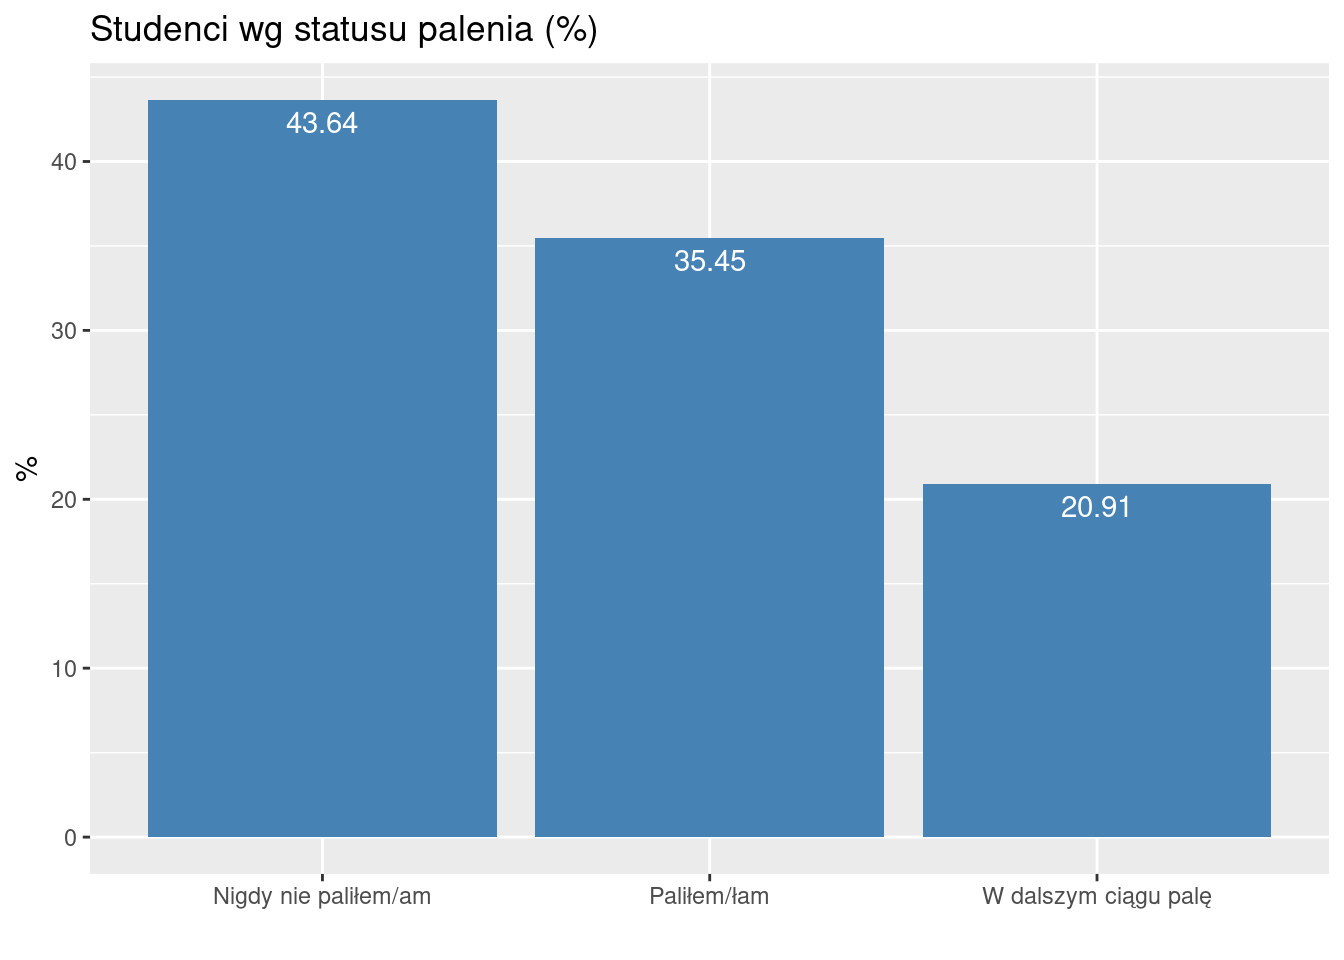 Studenci wg statusu palenia (%)
43.64
35.45
20.91
40
30
20
10
0
%
Nigdy nie paliłem/am
Paliłem/łam
W dalszym ciągu palę